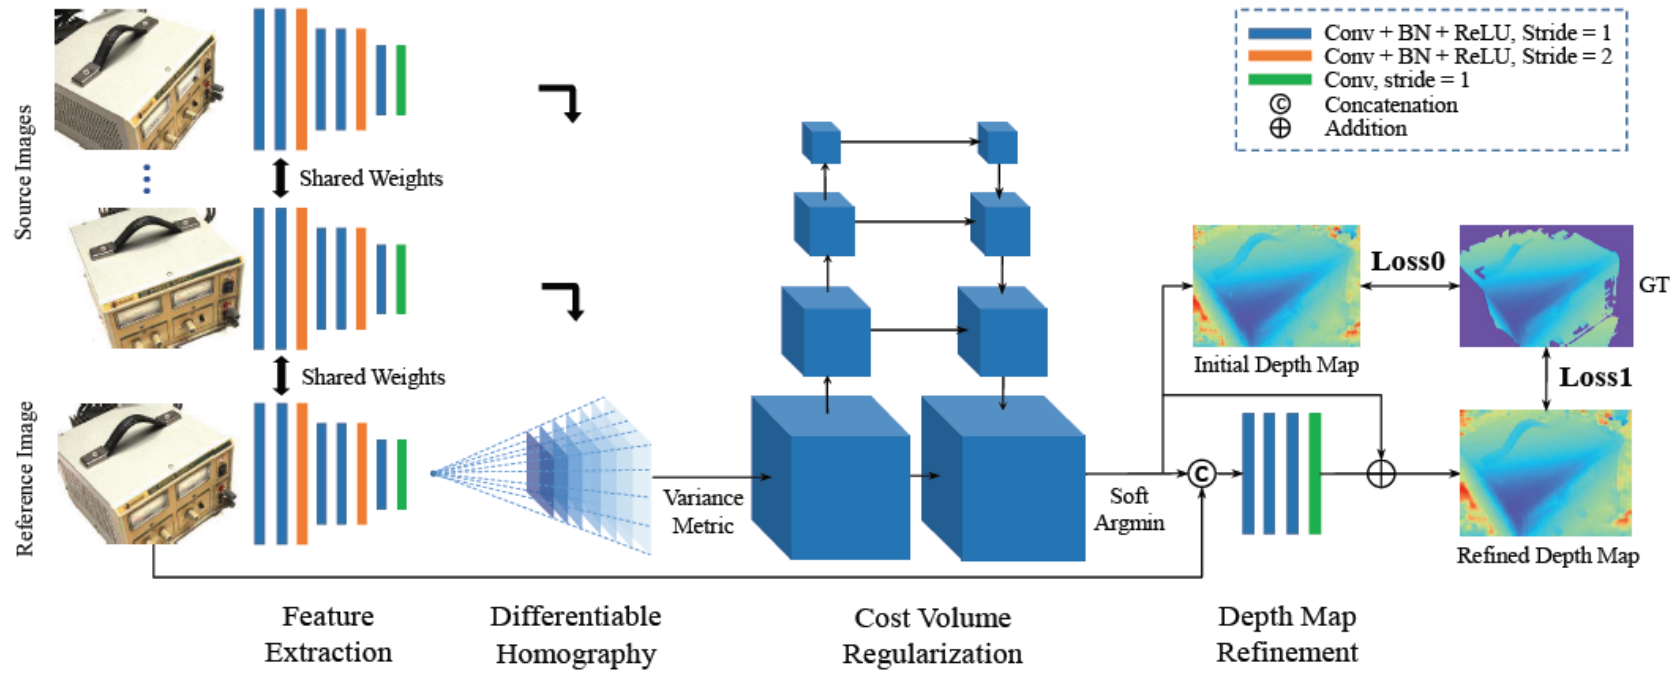 Source Images
Reference Image
Shared Weights
Shared Weights
Variance
Metric
Soft
Argmin
C
Conv + BN + ReLU, Stride = 1
Conv + BN + ReLU, Stride = 2
Conv, stride = 1
C
Concatenation
Addition
Loss0
GT
Initial Depth Map
Loss1
Refined Depth Map
Feature
Extraction
Differentiable
Homography
Cost Volume
Regularization
Depth Map
Refinement